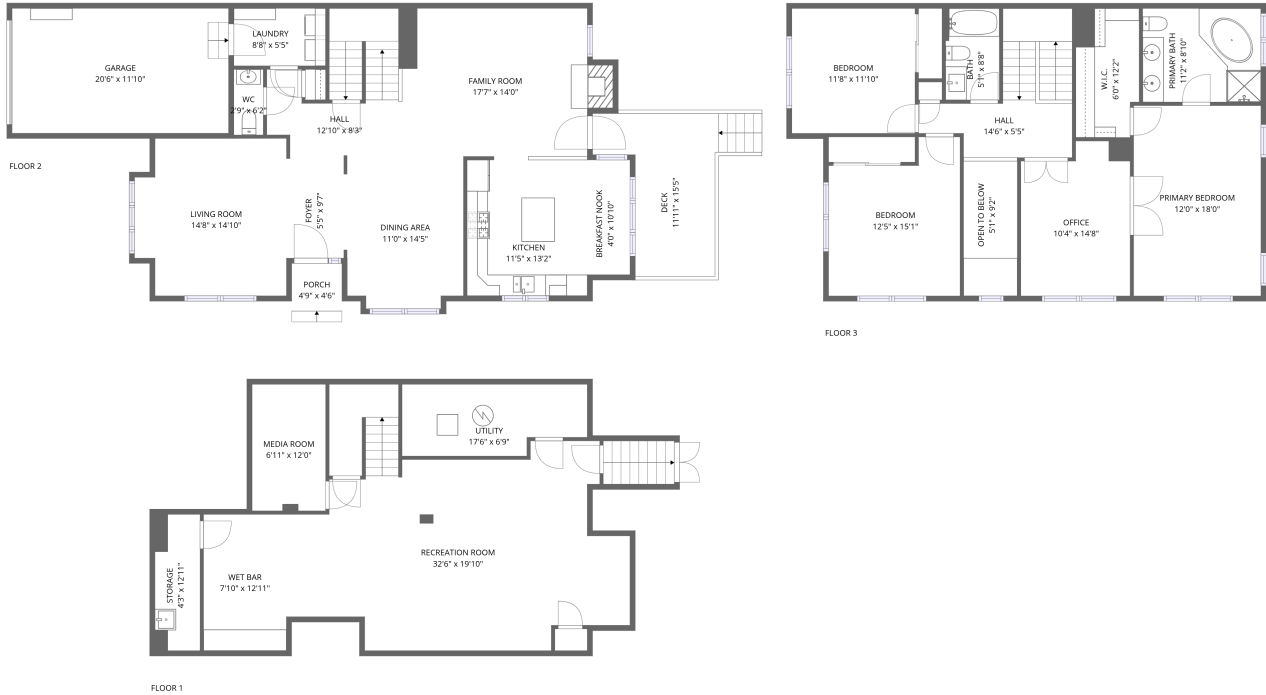 GARAGE
20'6" x 11'10"
LAUNDRY
8'8" x 5'5"
WC
2'9" x 6'2"
HALL
12'10" x 8'3"
FAMILY ROOM
17'7" x 14'0"
FLOOR 2
LIVING ROOM
14'8" x 14'10"
FOYER
5'5" x 9'7"
DINING AREA
11'0" x 14'5"
KITCHEN
11'5" x 13'2"
BREAKFAST NOOK
4'0" x 10'10"
DECK
11'11" x 15'5"
PORCH
4'9" x 4'6"
BEDROOM
11'8" x 11'10"
BATH
5'1" x 8'8"
HALL
14'6" x 5'5"
W.I.C.
6'0" x 12'2"
PRIMARY BATH
11'2" x 8'10"
BEDROOM
12'5" x 15'1"
OPEN TO BELOW
5'1" x 9'2"
OFFICE
10'4" x 14'8"
PRIMARY BEDROOM
12'0" x 18'0"
FLOOR 3
MEDIA ROOM
6'11" x 12'0"
UTILITY
17'6" x 6'9"
STORAGE
4'3" x 12'11"
WET BAR
7'10" x 12'11"
RECREATION ROOM
32'6" x 19'10"
FLOOR 1